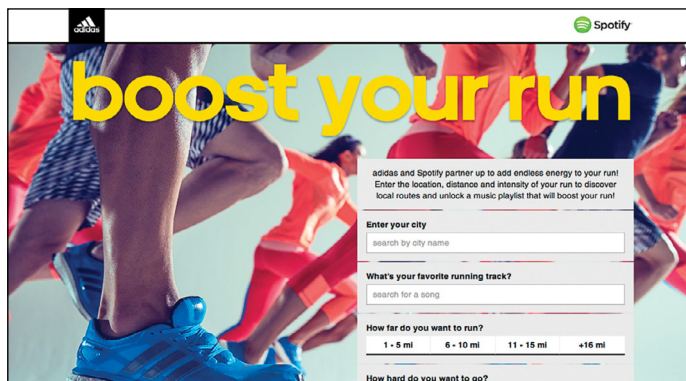 adidas
Spotify
boost your run
adidas and Spotify partner up to add endless energy to your run!
Enter the location, distance and intensity of your run to discover
local routes and unlock a music playlist that will boost your run!
Enter your city
search by city name
What's your favorite running track?
search for a song
How far do you want to run?
1 - 5 mi 6 - 10 mi 11 - 15 mi +16 mi
How hard do you want to go?